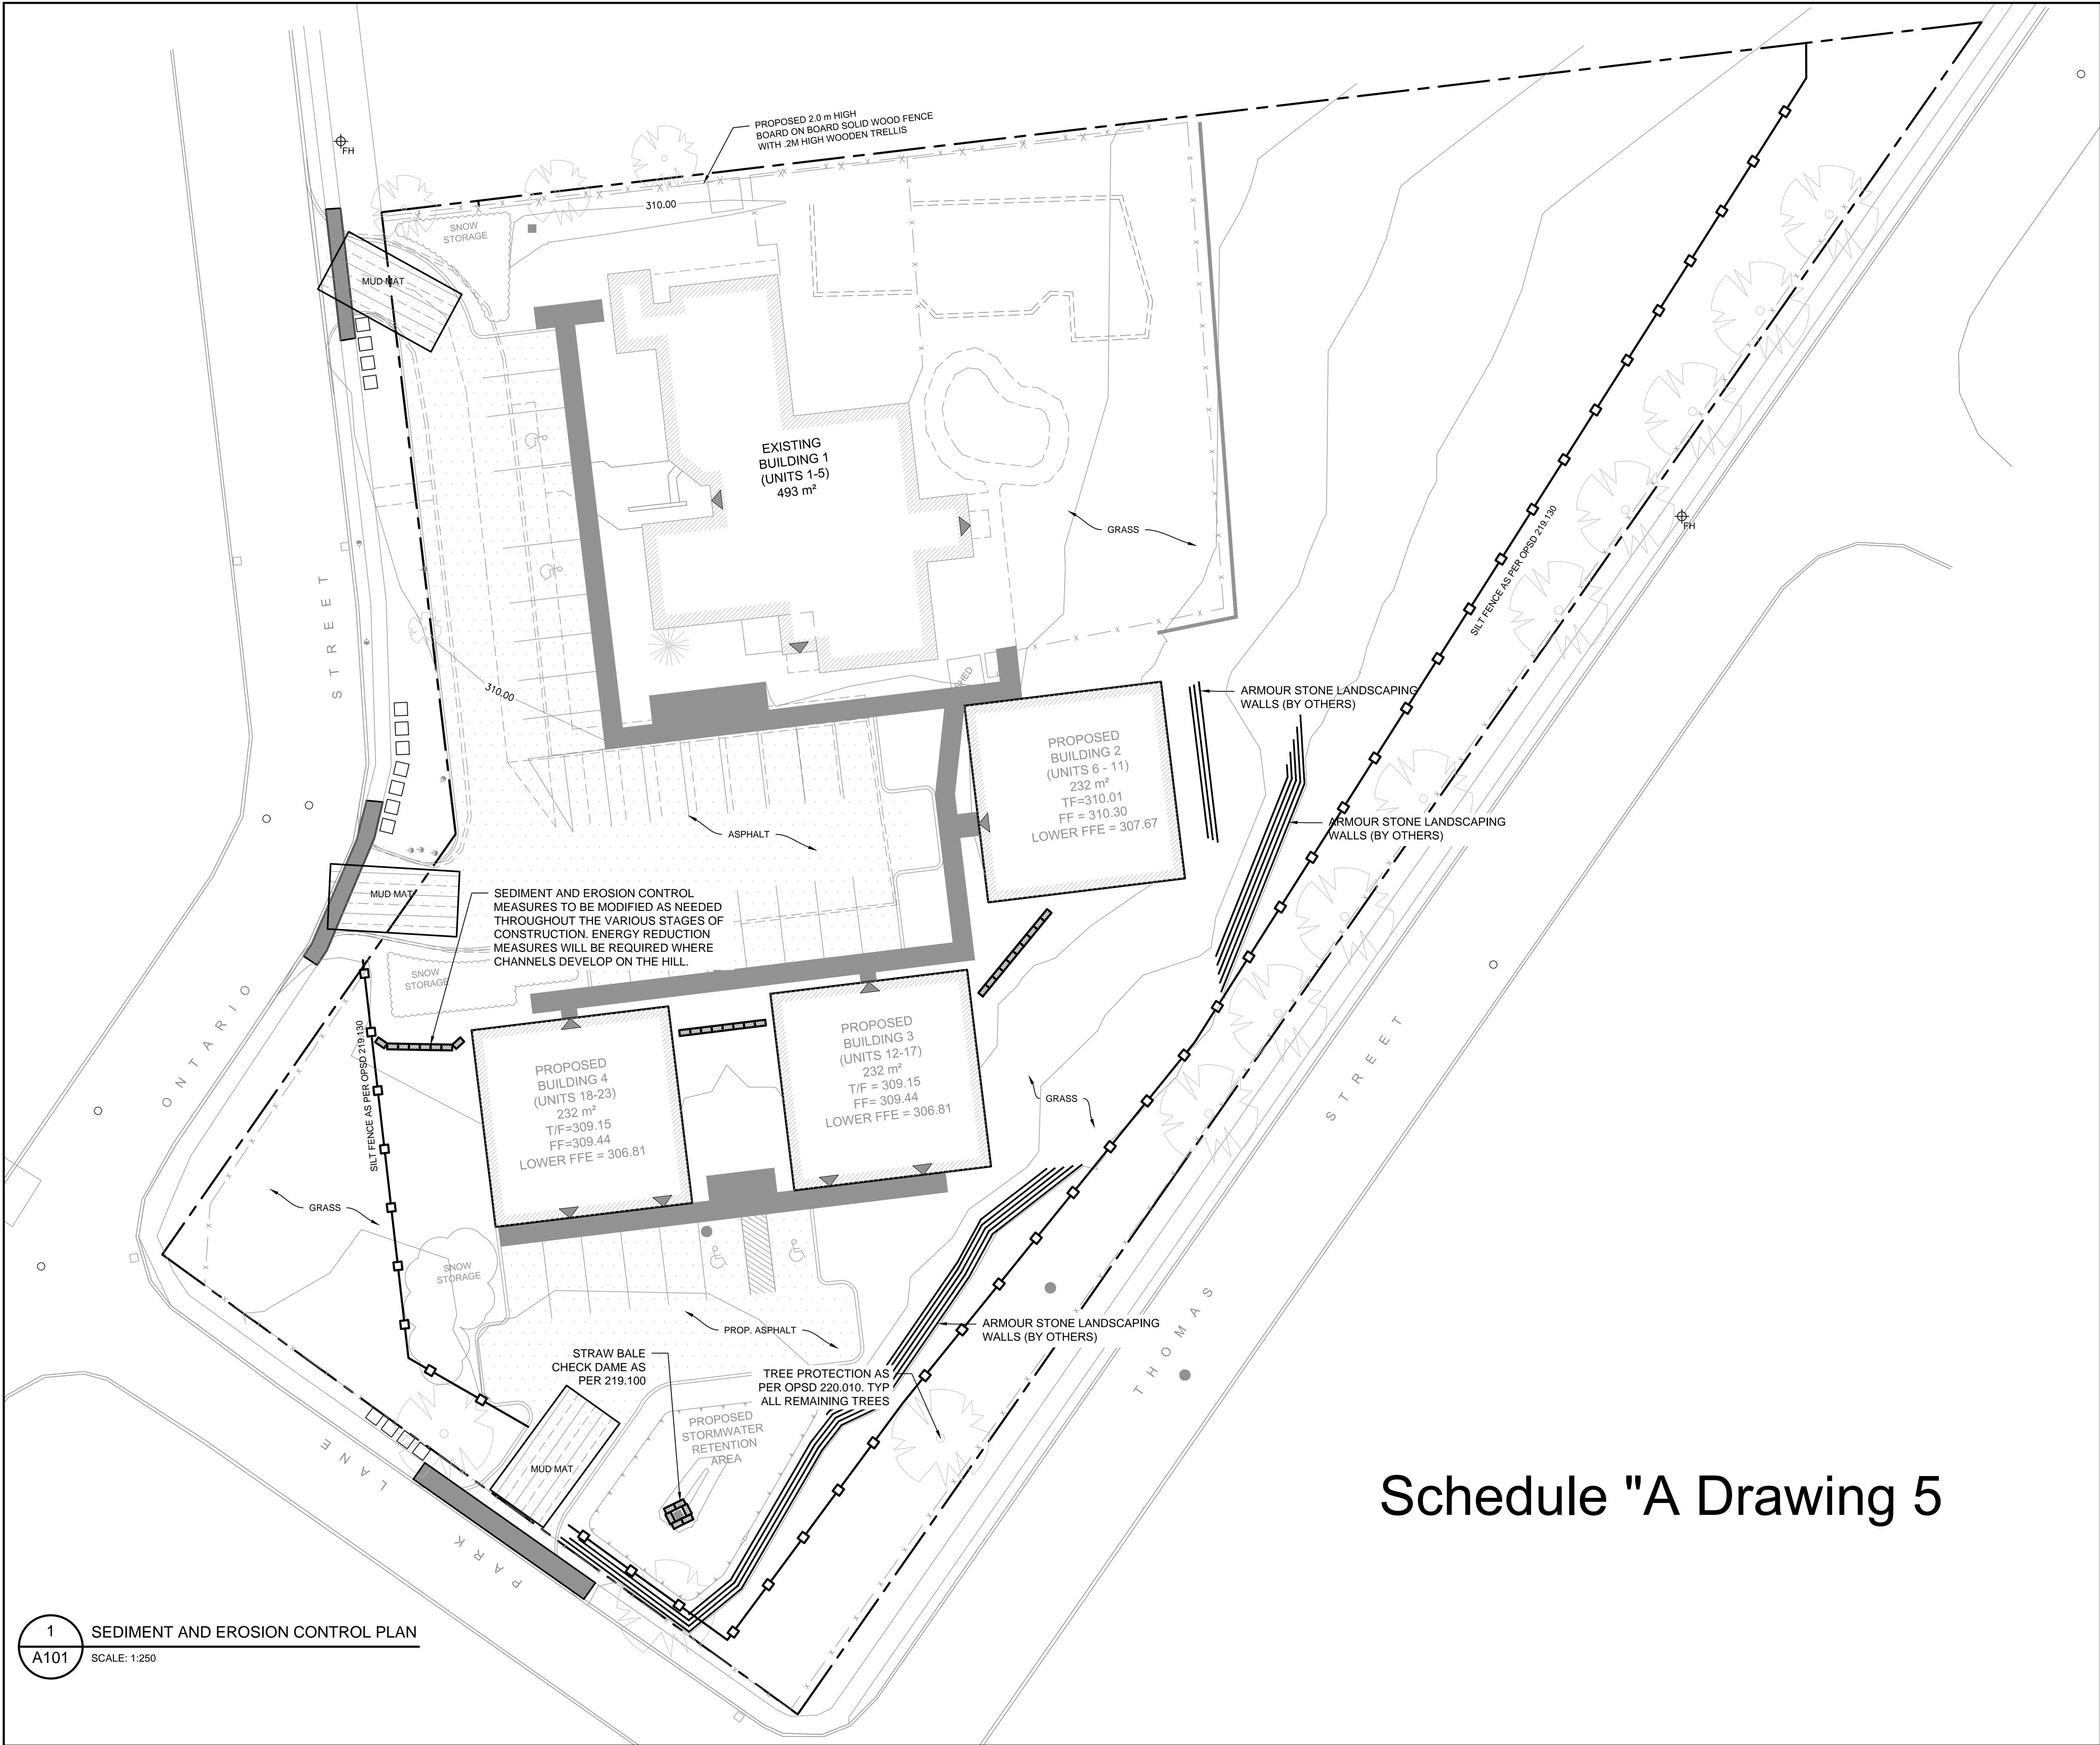 PROPOSED 2.0 m HIGH
BOARD ON BOARD SOLID WOOD FENCE
WITH .2M HIGH WOODEN TRELLIS
FH
310.00
SNOW
STORAGE
MUD MAT
EXISTING
BUILDING 1
(UNITS 1-5)
493 m²
GRASS
FH
SILT FENCE AS PER OPSD 219.130
STREET
310.00
SHED
ARMOUR STONE LANDSCAPING
WALLS (BY OTHERS)
PROPOSED
BUILDING 2
(UNITS 6 - 11)
232 m²
TF=310.01
FF = 310.30
LOWER FFE = 307.67
ARMOUR STONE LANDSCAPING
WALLS (BY OTHERS)
ASPHALT
MUD MAT
SEDIMENT AND EROSION CONTROL
MEASURES TO BE MODIFIED AS NEEDED
THROUGHOUT THE VARIOUS STAGES OF
CONSTRUCTION. ENERGY REDUCTION
MEASURES WILL BE REQUIRED WHERE
CHANNELS DEVELOP ON THE HILL.
SNOW
STORAGE
ONTARIO
SILT FENCE AS PER OPSD 219.130
PROPOSED
BUILDING 4
(UNITS 18-23)
232 m²
T/F=309.15
FF=309.44
LOWER FFE = 306.81
PROPOSED
BUILDING 3
(UNITS 12-17)
232 m²
T/F = 309.15
FF= 309.44
LOWER FFE = 306.81
GRASS
STREET
GRASS
SNOW
STORAGE
PROP. ASPHALT
ARMOUR STONE LANDSCAPING
WALLS (BY OTHERS)
THOMAS
STRAW BALE
CHECK DAME AS
PER 219.100
TREE PROTECTION AS
PER OPSD 220.010. TYP
ALL REMAINING TREES
PROPOSED
STORMWATER
RETENTION
AREA
MUD MAT
PARK LANE
Schedule "A Drawing 5
1
A101
SEDIMENT AND EROSION CONTROL PLAN
SCALE: 1:250